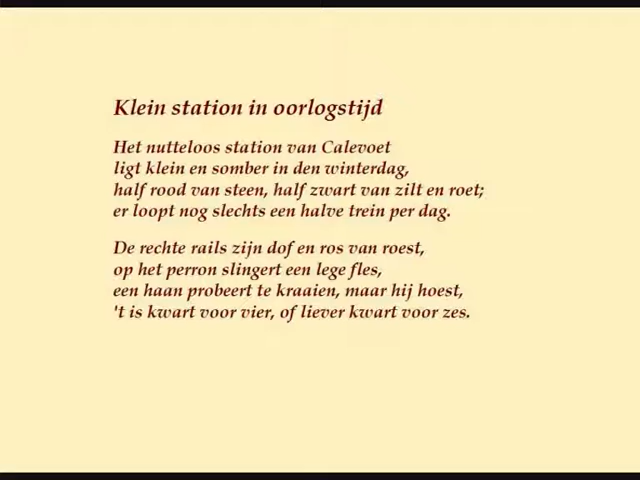 Klein station in oorlogstijd
Het nutteloos station van Calevoet
ligt klein en somber in den winterdag,
half rood van steen, half zwart van zilt en roet;
er loopt nog slechts een halve trein per dag.
De rechte rails zijn dof en ros van roest,
op het perron slingert een lege fles,
een haan probeert te kraaien, maar hij hoest,
't is kwart voor vier, of liever kwart voor zes.